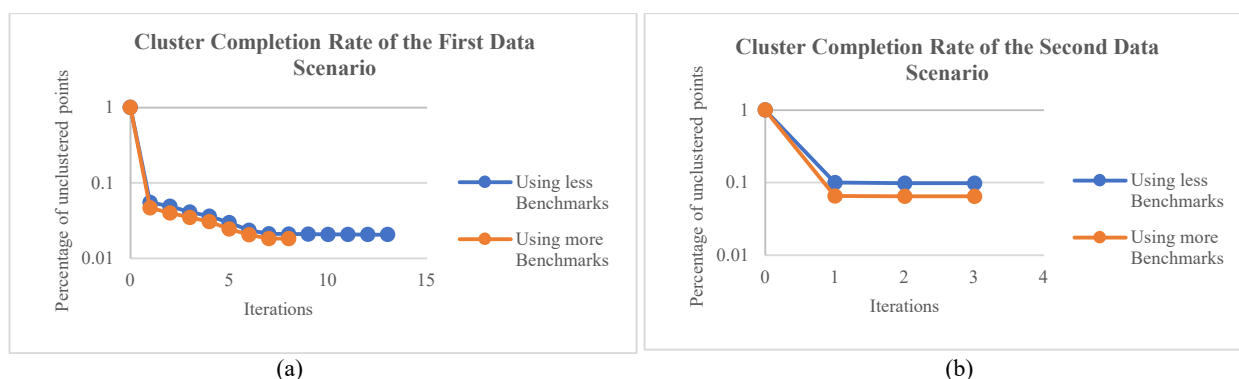 Cluster Completion Rate of the First Data
Scenario
Percentage of unclustered points
1
0.1
0.01
0
5
10
15
Iterations
Using less
Benchmarks
Using more
Benchmarks
(a)
Cluster Completion Rate of the Second Data
Scenario
Percentage of unclustered points
1
0.1
0.01
0
1
2
3
4
Iterations
Using less
Benchmarks
Using more
Benchmarks
(b)